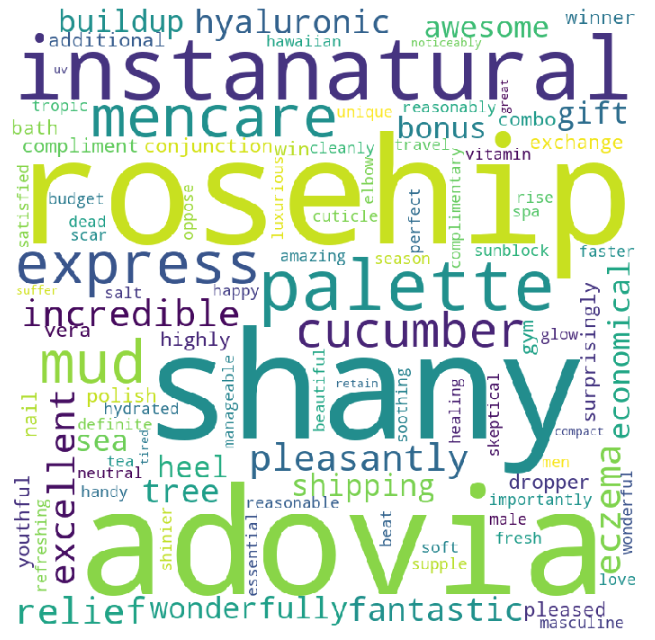 buildup hyaluronic awesome winner
additional hawaiian noticeably
instanatural
uv
tropic mencare unique reasonably great combo gift
bath bonus
compliment conjunction win cleanly travel vitamin exchange
rosehip
satisfied budget dead scar oppose luxurious cuticle elbow perfect complimentary rise spa sunblock faster
express amazing season
suffer salt happy palette
incredible vera highly cucumber gym glow surprisingly economical
mud shany
nail polish hydrated definite manageable beautiful retain soothing healing skeptical compact
sea tea tired
excellent neutral heel pleasantly men
youthful handy tree shipping dropper eczema wonderful
refreshing shinier reasonable importantly
adovia
essential beat soft male fresh supple love
relief wonderfully fantastic pleased
masculine